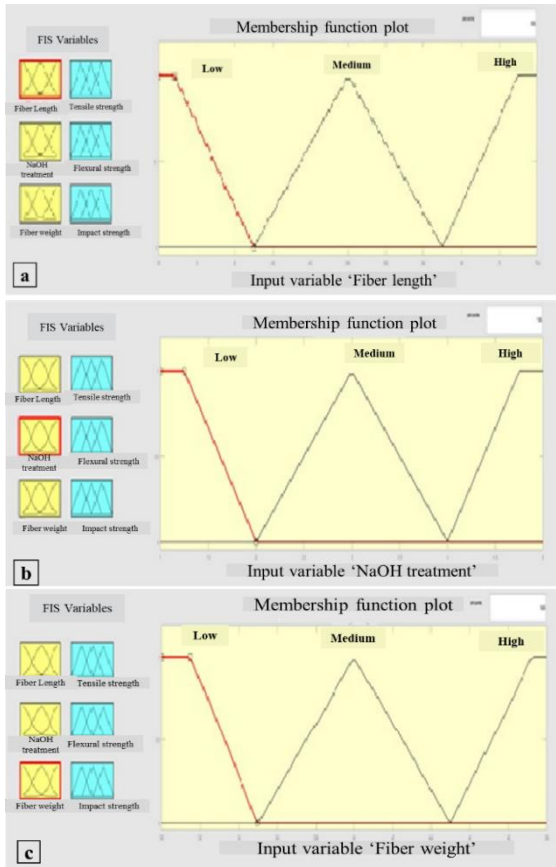 Membership function plot
FIS Variables
Low Medium High
Fiber Length Tensile strength
NaOH treatment Flexural strength
Fiber weight Impact strength
a
Input variable ‘Fiber length’
Membership function plot
FIS Variables
Low Medium High
Fiber Length Tensile strength
NaOH treatment Flexural strength
Fiber weight Impact strength
b
Input variable ‘NaOH treatment’
Membership function plot
FIS Variables
Low Medium High
Fiber Length Tensile strength
NaOH treatment Flexural strength
Fiber weight Impact strength
c
Input variable ‘Fiber weight’